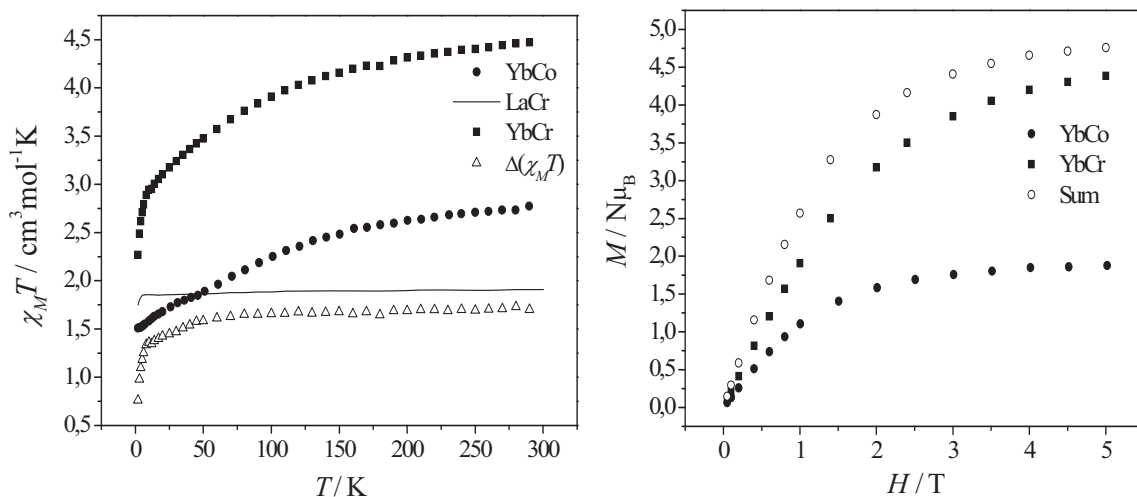 4,5
4,0
3,5
3,0
2,5
2,0
1,5
1,0
0,5
χ_M T / cm³mol⁻¹K
YbCo
LaCr
YbCr
Δ(χ_M T)
0 50 100 150 200 250 300
T / K
5,0
4,5
4,0
3,5
3,0
2,5
2,0
1,5
1,0
0,5
0,0
M / Nμ_B
YbCo
YbCr
Sum
0 1 2 3 4 5
H / T